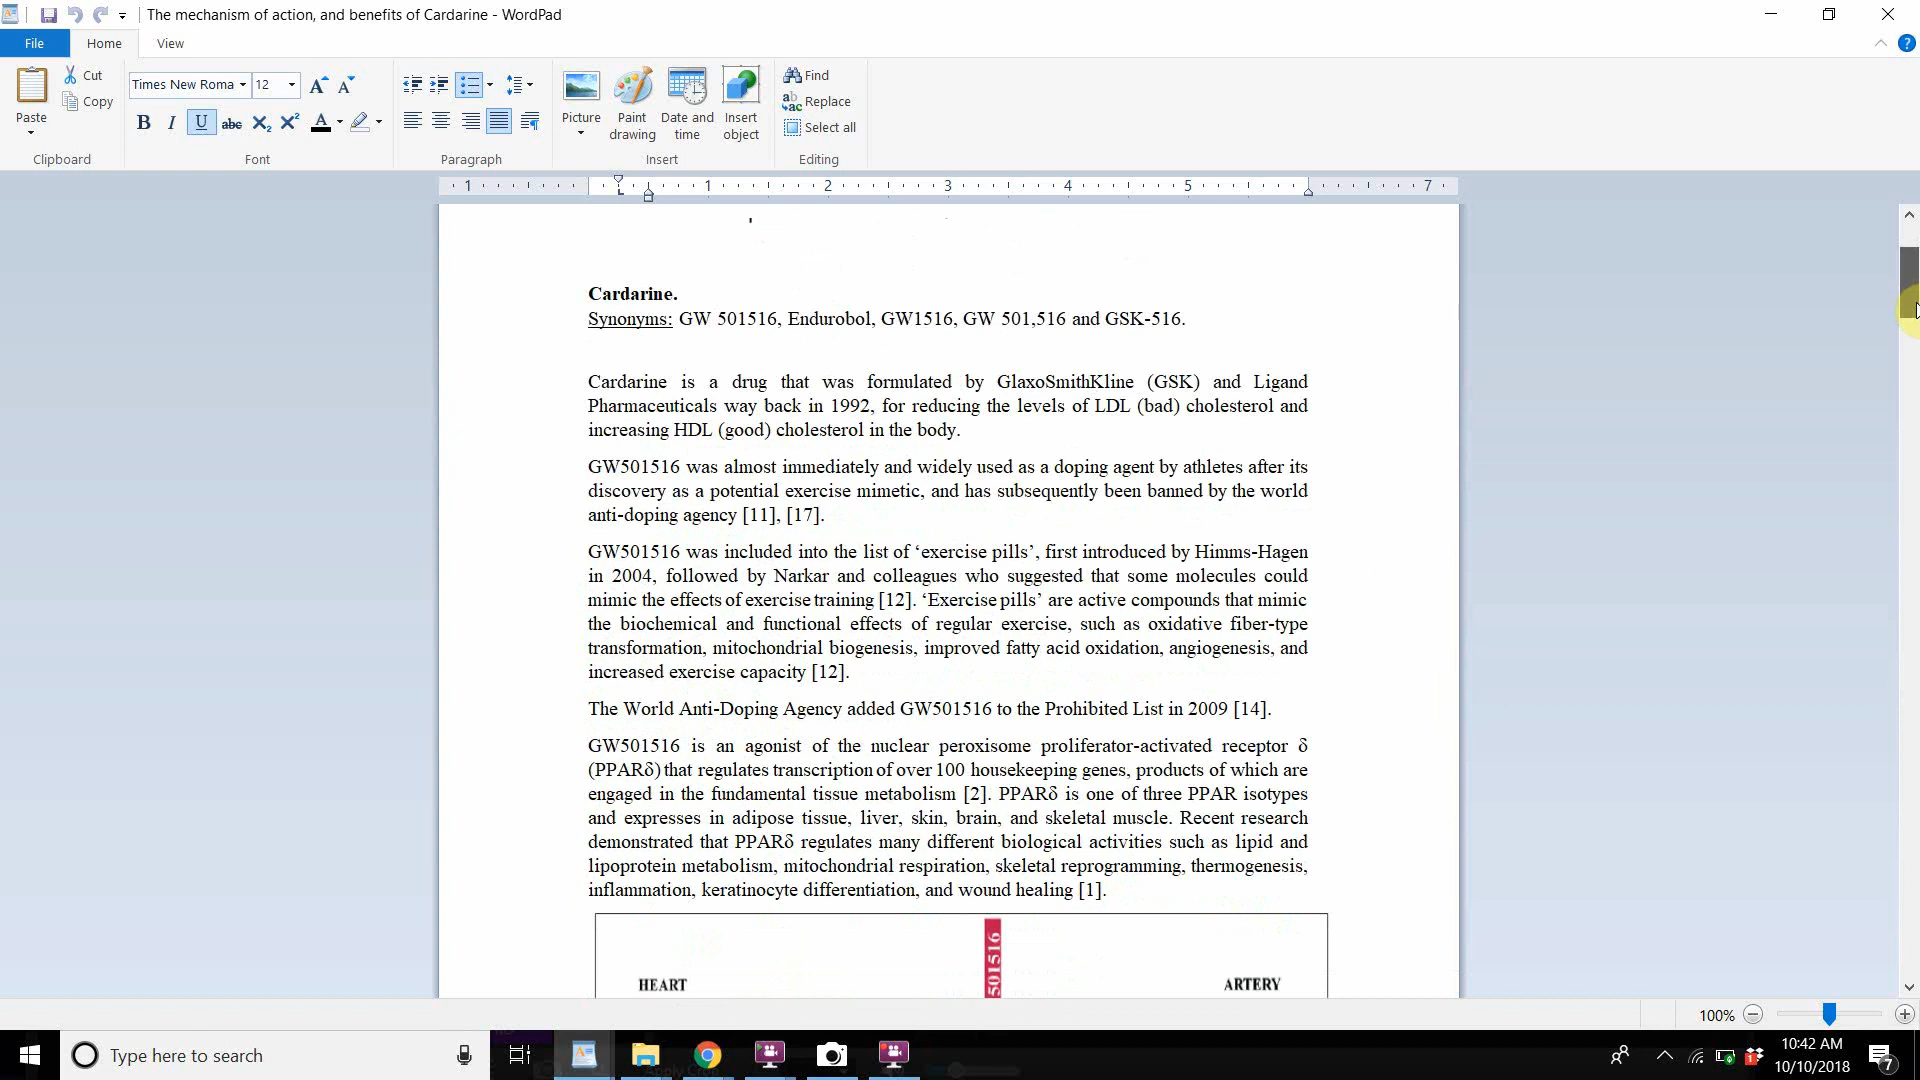 The mechanism of action, and benefits of Cardarine - WordPad
File Home View
Paste
Cut
Copy
Clipboard
Times New Roma 12
B I U abc X₂ X² A
Font
Paragraph
Picture
Paint drawing
Date and time
Insert object
Insert
Find
Replace
Select all
Editing
1 1 2 3 4 5 7
Cardarine.
Synonyms: GW 501516, Endurobol, GW1516, GW 501,516 and GSK-516.
Cardarine is a drug that was formulated by GlaxoSmithKline (GSK) and Ligand
Pharmaceuticals way back in 1992, for reducing the levels of LDL (bad) cholesterol and
increasing HDL (good) cholesterol in the body.
GW501516 was almost immediately and widely used as a doping agent by athletes after its
discovery as a potential exercise mimetic, and has subsequently been banned by the world
anti-doping agency [11], [17].
GW501516 was included into the list of ‘exercise pills’, first introduced by Himms-Hagen
in 2004, followed by Narkar and colleagues who suggested that some molecules could
mimic the effects of exercise training [12]. ‘Exercise pills’ are active compounds that mimic
the biochemical and functional effects of regular exercise, such as oxidative fiber-type
transformation, mitochondrial biogenesis, improved fatty acid oxidation, angiogenesis, and
increased exercise capacity [12].
The World Anti-Doping Agency added GW501516 to the Prohibited List in 2009 [14].
GW501516 is an agonist of the nuclear peroxisome proliferator-activated receptor δ
(PPARδ) that regulates transcription of over 100 housekeeping genes, products of which are
engaged in the fundamental tissue metabolism [2]. PPARδ is one of three PPAR isotypes
and expresses in adipose tissue, liver, skin, brain, and skeletal muscle. Recent research
demonstrated that PPARδ regulates many different biological activities such as lipid and
lipoprotein metabolism, mitochondrial respiration, skeletal reprogramming, thermogenesis,
inflammation, keratinocyte differentiation, and wound healing [1].
501516
HEART ARTERY
100%
Type here to search
10:42 AM
10/10/2018
7